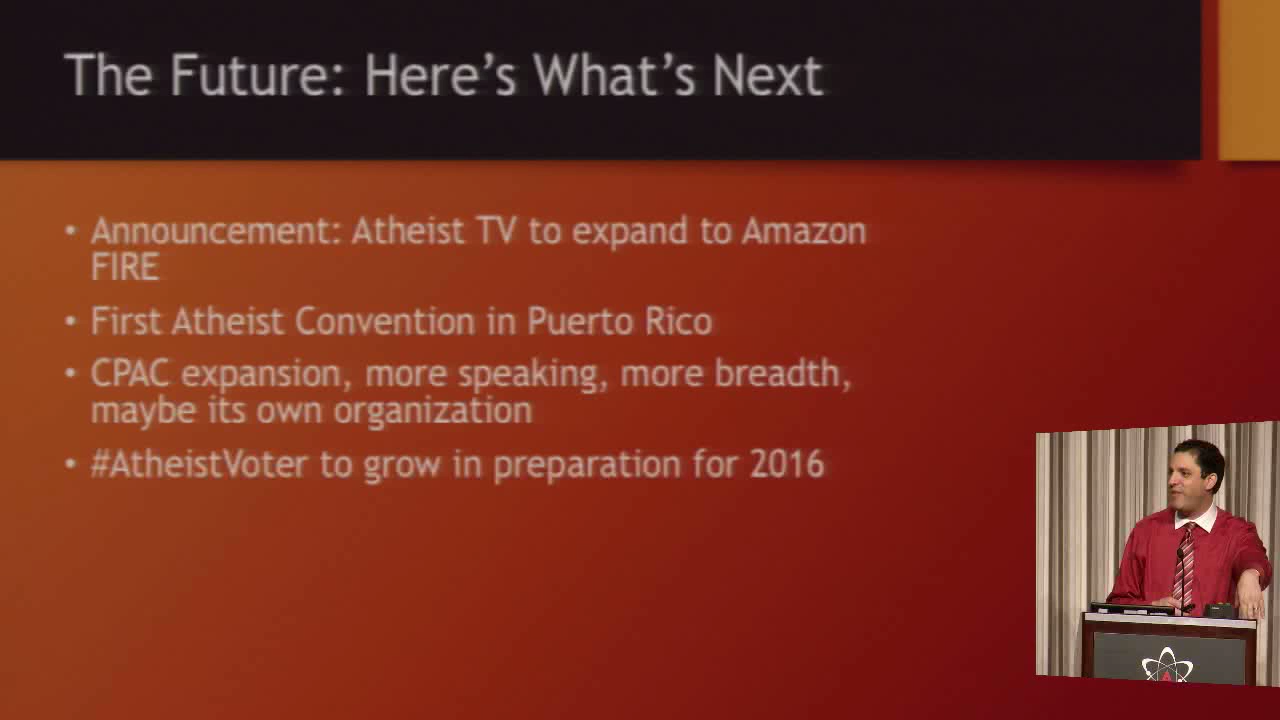 The Future: Here's What's Next
• Announcement: Atheist TV to expand to Amazon
FIRE
• First Atheist Convention in Puerto Rico
• CPAC expansion, more speaking, more breadth,
maybe its own organization
• #AtheistVoter to grow in preparation for 2016
A